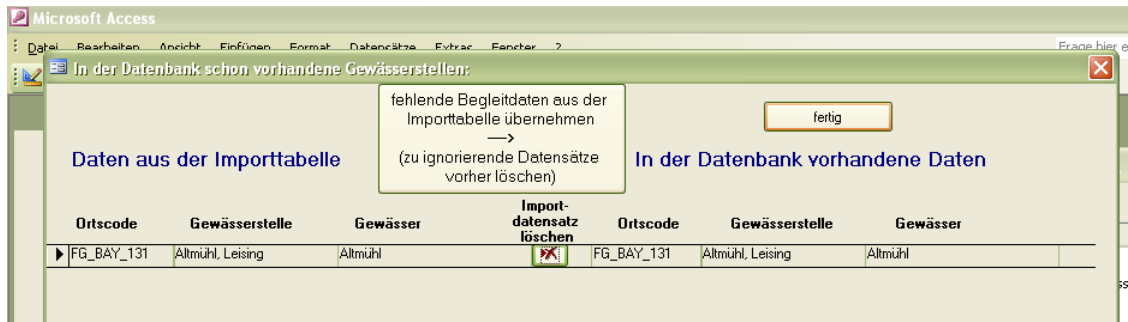 Microsoft Access
Datei Bearbeiten Ansicht Einfügen Format Datensätze Extras Fenster ?
Frage hier e
In der Datenbank schon vorhandene Gewässerstellen:
fehlende Begleitdaten aus der
Importtabelle übernehmen
—>
(zu ignorierende Datensätze
vorher löschen)
fertig
Daten aus der Importtabelle
In der Datenbank vorhandene Daten
Ortscode Gewässerstelle Gewässer Import-
datensatz
löschen Ortscode Gewässerstelle Gewässer
FG_BAY_131 Altmühl, Leising Altmühl FG_BAY_131 Altmühl, Leising Altmühl